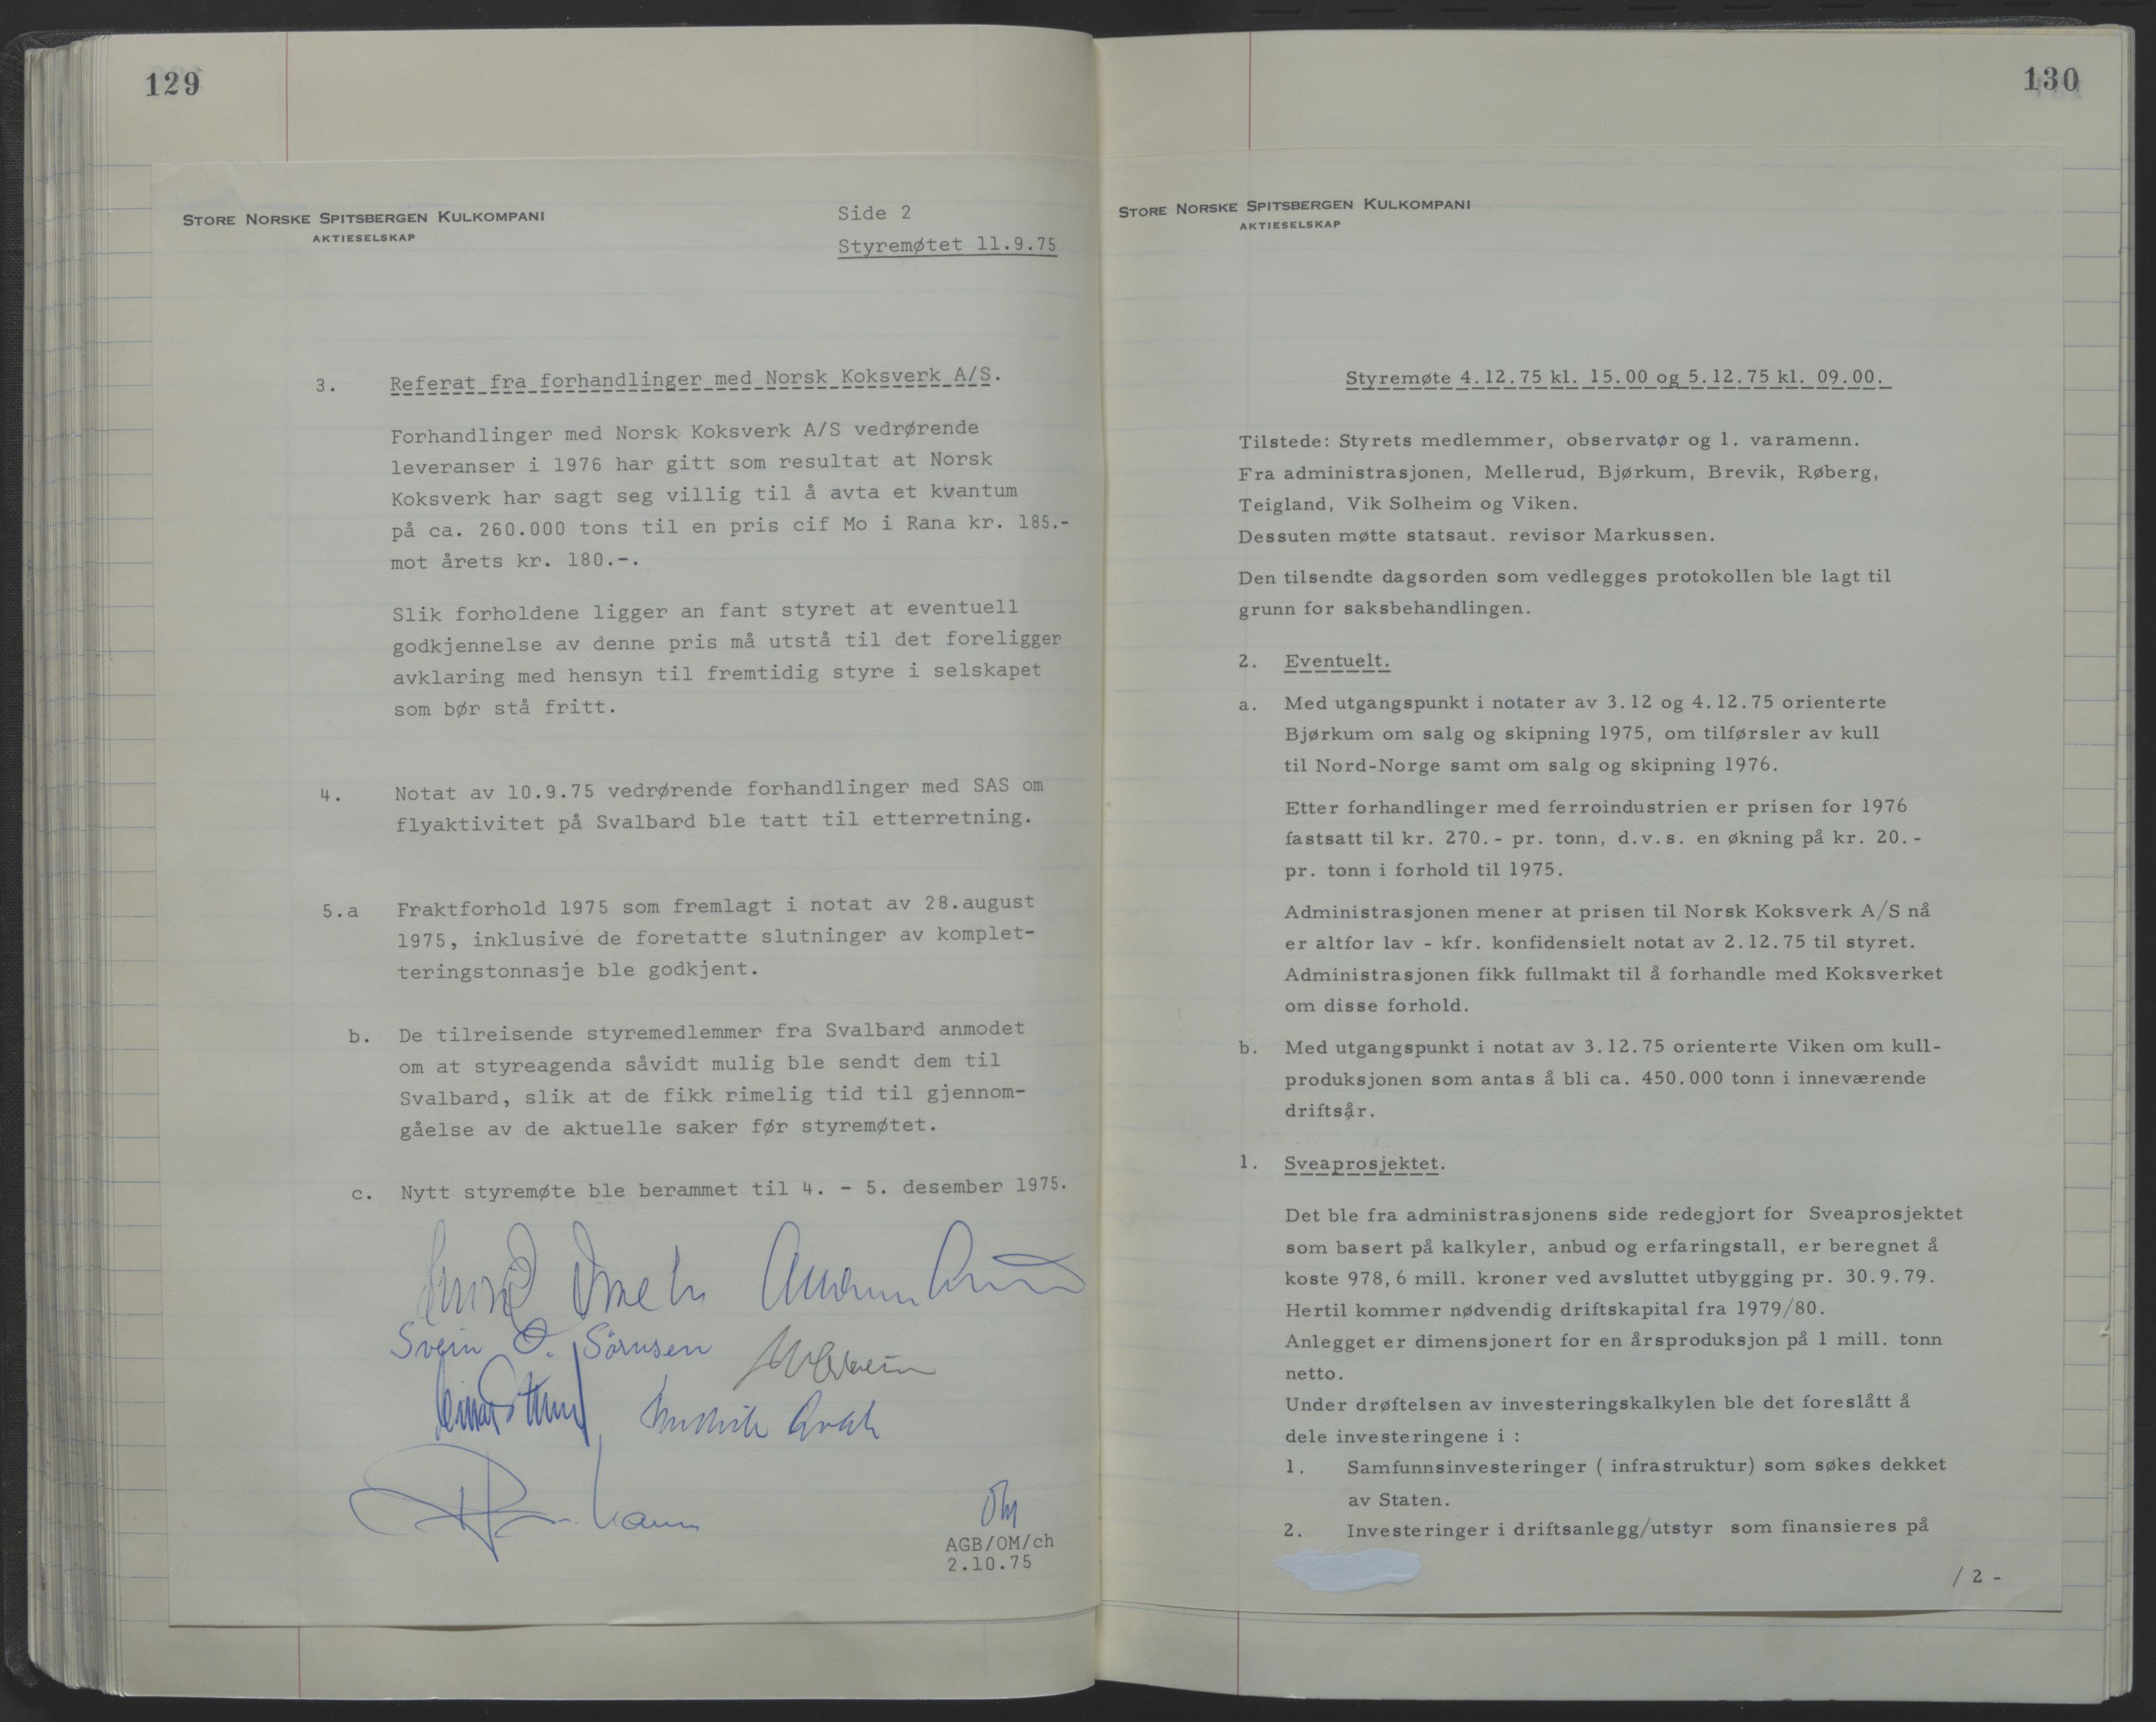 129
STORE NORSKE SPITSBERGEN KULKOMPANI
AKTIESELSKAP
Side 2
Styremøtet 11.9.75
3. Referat fra forhandlinger med Norsk Koksverk A/S.
Forhandlinger med Norsk Koksverk A/S vedrørende
leveranser i 1976 har gitt som resultat at Norsk
Koksverk har sagt seg villig til å avta et kvantum
på ca. 260.000 tons til en pris cif Mo i Rana kr. 185.-
mot årets kr. 180.-.
Slik forholdene ligger an fant styret at eventuell
godkjennelse av denne pris må utstå til det foreligger
avklaring med hensyn til fremtidig styre i selskapet
som bør stå fritt.
4. Notat av 10.9.75 vedrørende forhandlinger med SAS om
flyaktivitet på Svalbard ble tatt til etterretning.
5.a Fraktforhold 1975 som fremlagt i notat av 28.august
1975, inklusive de foretatte slutninger av komplet-
teringstonnasje ble godkjent.
b. De tilreisende styremedlemmer fra Svalbard anmodet
om at styreagenda såvidt mulig ble sendt dem til
Svalbard, slik at de fikk rimelig tid til gjennom-
gåelse av de aktuelle saker før styremøtet.
c. Nytt styremøte ble berammet til 4. - 5. desember 1975.
Svein O. Sörnsen
AGB/OM/ch
2.10.75
130
STORE NORSKE SPITSBERGEN KULKOMPANI
AKTIESELSKAP
Styremøte 4.12.75 kl. 15.00 og 5.12.75 kl. 09.00.
Tilstede: Styrets medlemmer, observatør og 1. varamenn.
Fra administrasjonen, Mellerud, Bjørkum, Brevik, Røberg,
Teigland, Vik Solheim og Viken.
Dessuten møtte statsaut. revisor Markussen.
Den tilsendte dagsorden som vedlegges protokollen ble lagt til
grunn for saksbehandlingen.
2. Eventuelt.
a. Med utgangspunkt i notater av 3.12 og 4.12.75 orienterte
Bjørkum om salg og skipning 1975, om tilførsler av kull
til Nord-Norge samt om salg og skipning 1976.
Etter forhandlinger med ferroindustrien er prisen for 1976
fastsatt til kr. 270.- pr. tonn, d.v.s. en økning på kr. 20.-
pr. tonn i forhold til 1975.
Administrasjonen mener at prisen til Norsk Koksverk A/S nå
er altfor lav - kfr. konfidensielt notat av 2.12.75 til styret.
Administrasjonen fikk fullmakt til å forhandle med Koksverket
om disse forhold.
b. Med utgangspunkt i notat av 3.12.75 orienterte Viken om kull-
produksjonen som antas å bli ca. 450.000 tonn i inneværende
driftsår.
1. Sveaprosjektet.
Det ble fra administrasjonens side redegjort for Sveaprosjektet
som basert på kalkyler, anbud og erfaringstall, er beregnet å
koste 978,6 mill. kroner ved avsluttet utbygging pr. 30.9.79.
Hertil kommer nødvendig driftskapital fra 1979/80.
Anlegget er dimensjonert for en årsproduksjon på 1 mill. tonn
netto.
Under drøftelsen av investeringskalkylen ble det foreslått å
dele investeringene i :
1. Samfunnsinvesteringer ( infrastruktur) som søkes dekket
av Staten.
2. Investeringer i driftsanlegg/utstyr som finansieres på
/ 2 -